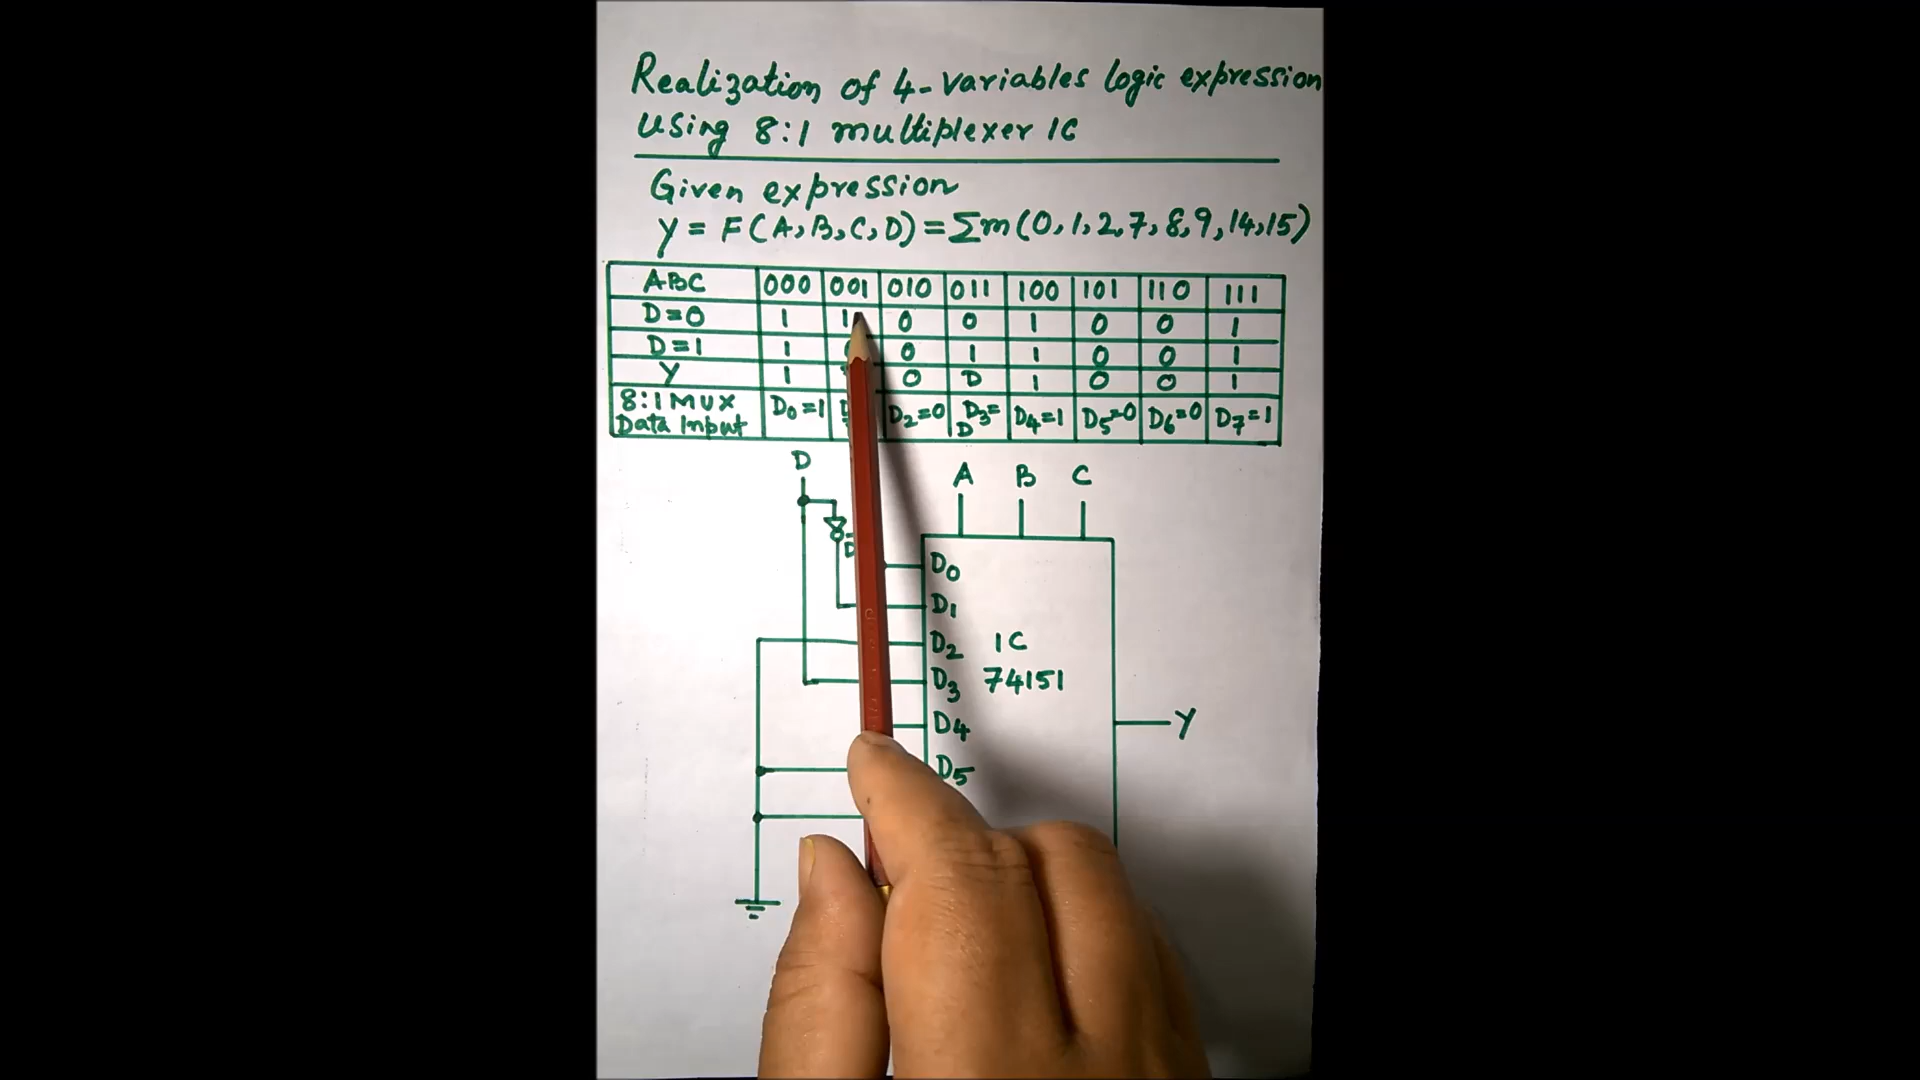 Realization of 4-variables logic expression
using 8:1 multiplexer IC
Given expression
Y = F(A,B,C,D) = Σm(0,1,2,7,8,9,14,15)
ABC 000 001 010 011 100 101 110 111
D=0 1 1 0 0 1 0 0 1
D=1 1 0 1 1 0 0 1
Y 1 0 D 1 0 0 1
8:1 MUX
Data Input D0=1 D2=0 D3=D D4=1 D5=0 D6=0 D7=1
D A B C
D0
D1
D2 IC
D3 74151
D4 Y
D5